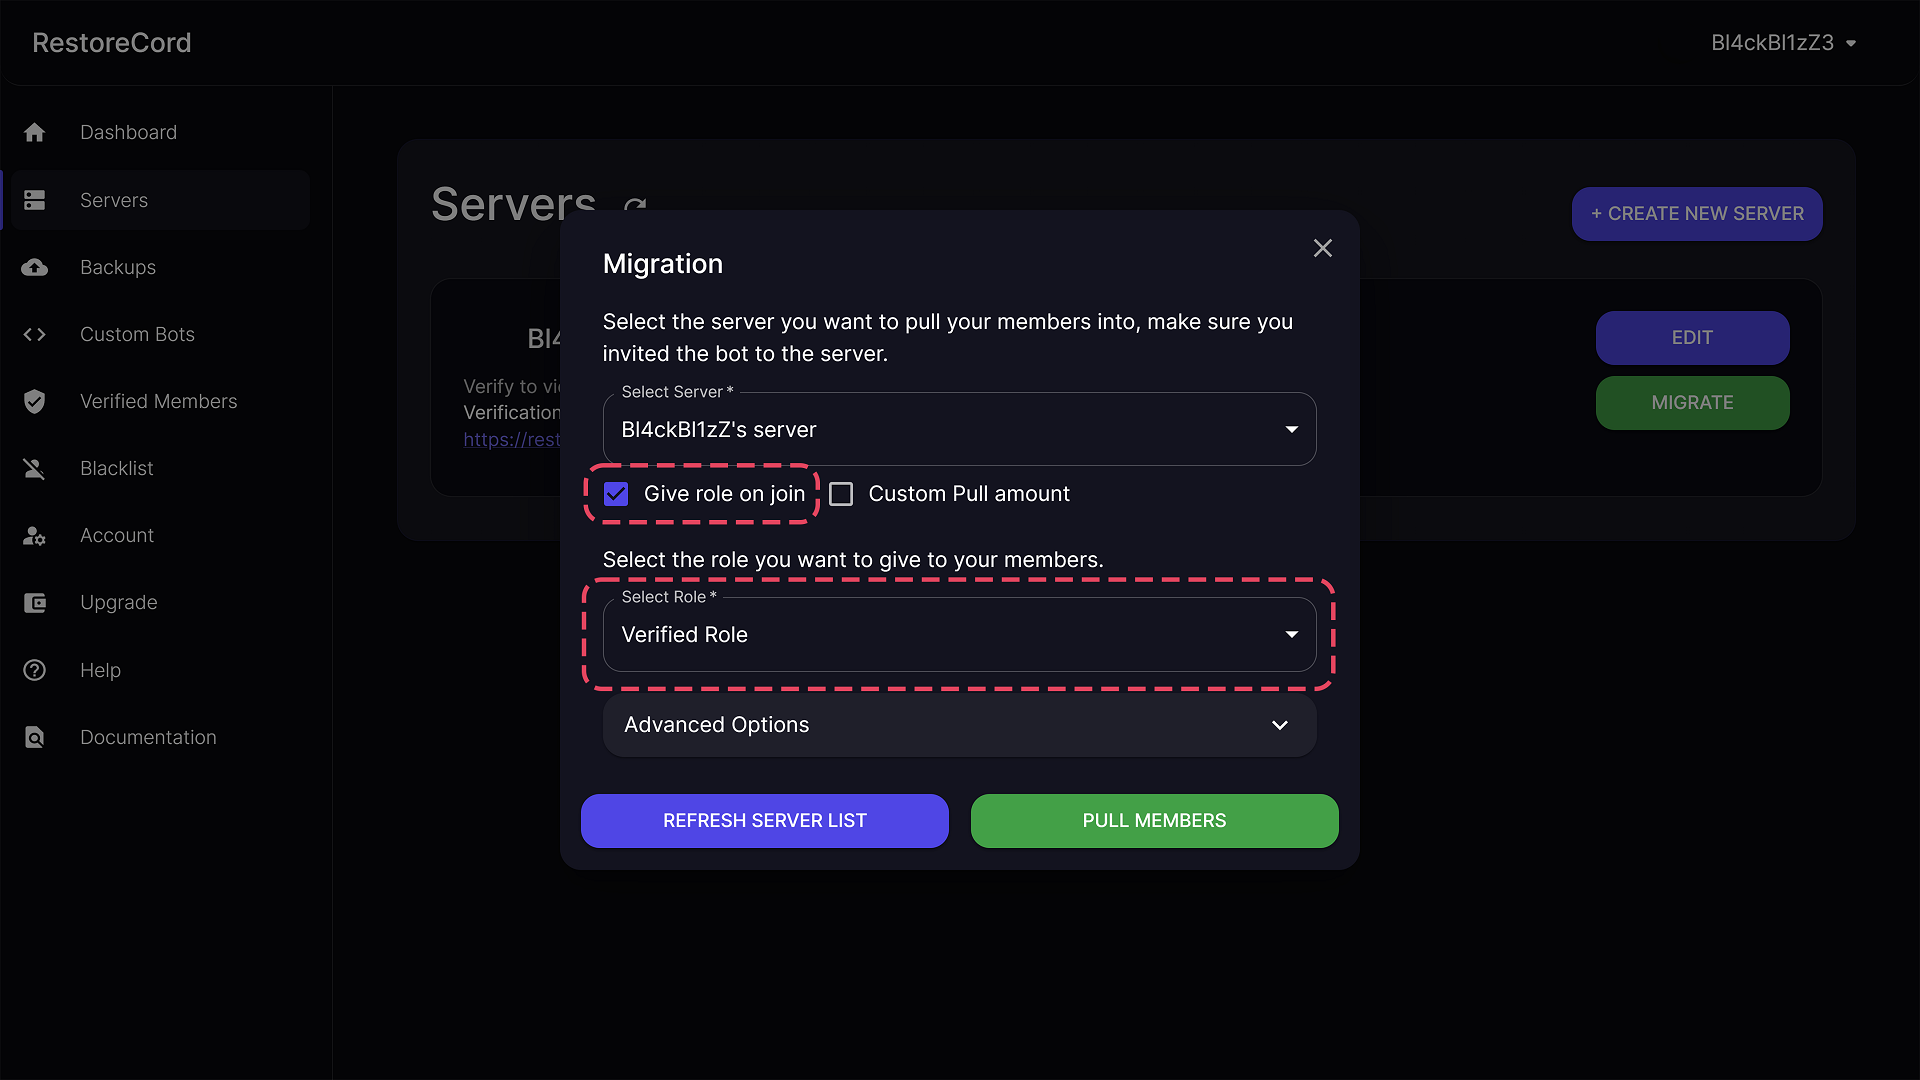 RestoreCord
Bl4ckBl1zZ3
Dashboard
Servers
Backups
Custom Bots
Verified Members
Blacklist
Account
Upgrade
Help
Documentation
Servers
+ CREATE NEW SERVER
Bl4
Verify to vi
Verification
https://rest
EDIT
MIGRATE
Migration
Select the server you want to pull your members into, make sure you
invited the bot to the server.
Select Server *
Bl4ckBl1zZ's server
Give role on join
Custom Pull amount
Select the role you want to give to your members.
Select Role *
Verified Role
Advanced Options
REFRESH SERVER LIST
PULL MEMBERS